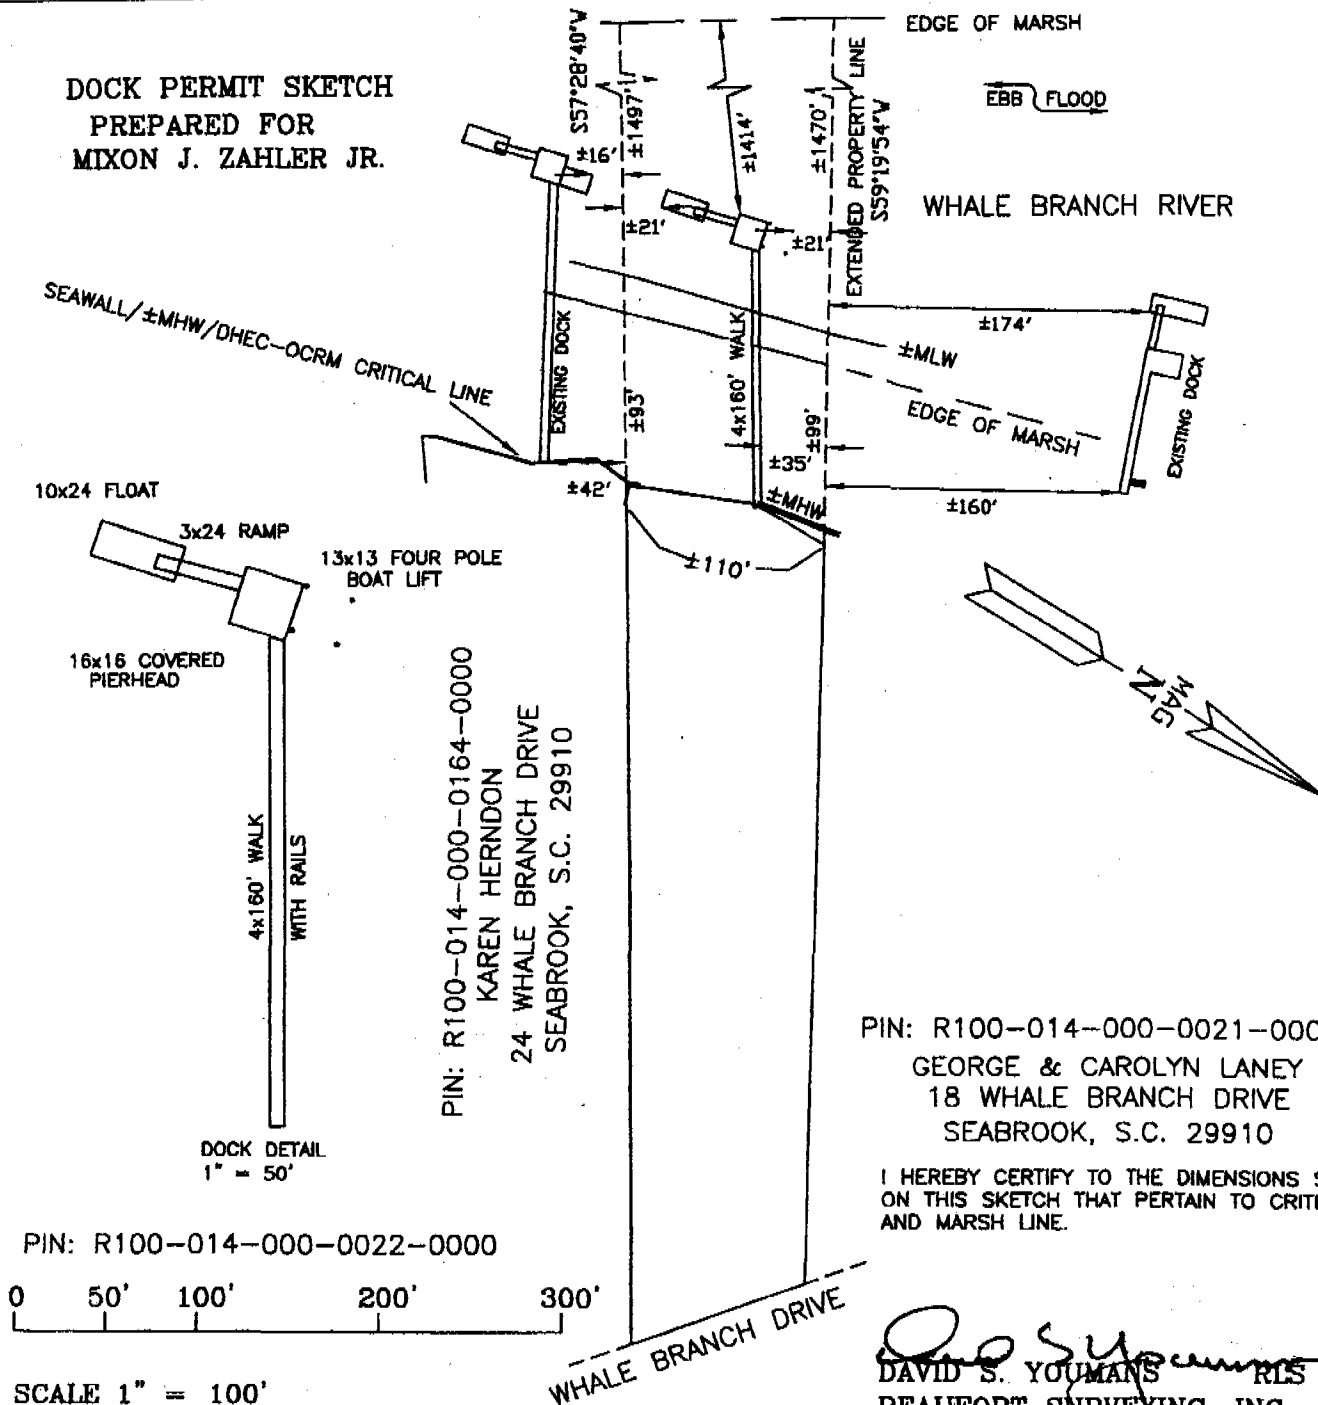 DOCK PERMIT SKETCH
PREPARED FOR
MIXON J. ZAHLER JR.
S57°28'40"W
±1497'
±1414'
±1470'
EXTENDED PROPERTY LINE
S59°19'54"W
EDGE OF MARSH
EBB FLOOD
WHALE BRANCH RIVER
±16'
±21'
±21'
±174'
SEAWALL/±MHW/DHEC-OCRM CRITICAL LINE
EXISTING DOCK
±93'
4x160' WALK
±99'
±MLW
EDGE OF MARSH
EXISTING DOCK
±42'
±35'
±MHW
±160'
±110'
10x24 FLOAT
3x24 RAMP
13x13 FOUR POLE
BOAT LIFT
16x16 COVERED
PIERHEAD
4x160' WALK
WITH RAILS
DOCK DETAIL
1" = 50'
MAG
N
PIN: R100-014-000-0164-0000
KAREN HERNDON
24 WHALE BRANCH DRIVE
SEABROOK, S.C. 29910
PIN: R100-014-000-0021-000
GEORGE & CAROLYN LANEY
18 WHALE BRANCH DRIVE
SEABROOK, S.C. 29910
I HEREBY CERTIFY TO THE DIMENSIONS
ON THIS SKETCH THAT PERTAIN TO
AND MARSH LINE.
PIN: R100-014-000-0022-0000
0 50' 100' 200' 300'
SCALE 1" = 100'
WHALE BRANCH DRIVE
DAVID S. YOUMANS RLS
BEAUFORT SURVEYING, INC.